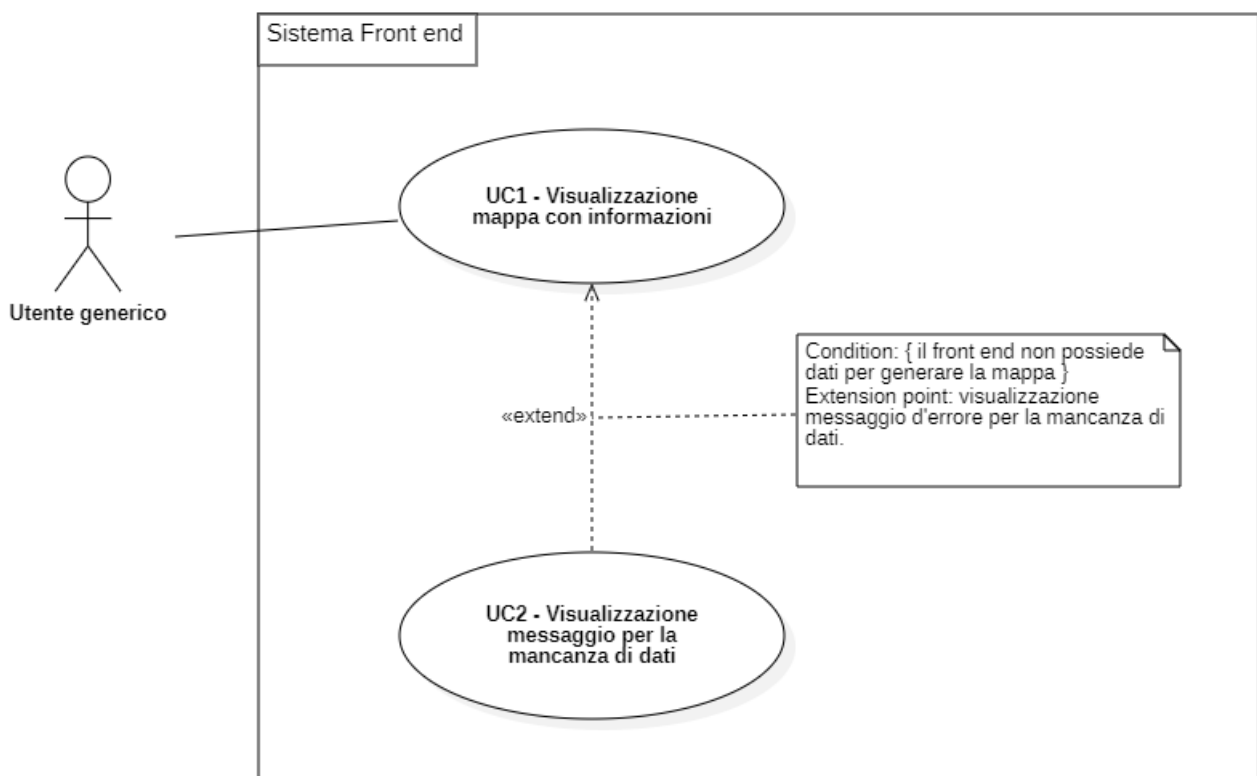 Sistema Front end
UC1 - Visualizzazione
mappa con informazioni
Utente generico
Condition: { il front end non possiede
dati per generare la mappa }
Extension point: visualizzazione
messaggio d'errore per la mancanza di
dati.
«extend»
UC2 - Visualizzazione
messaggio per la
mancanza di dati